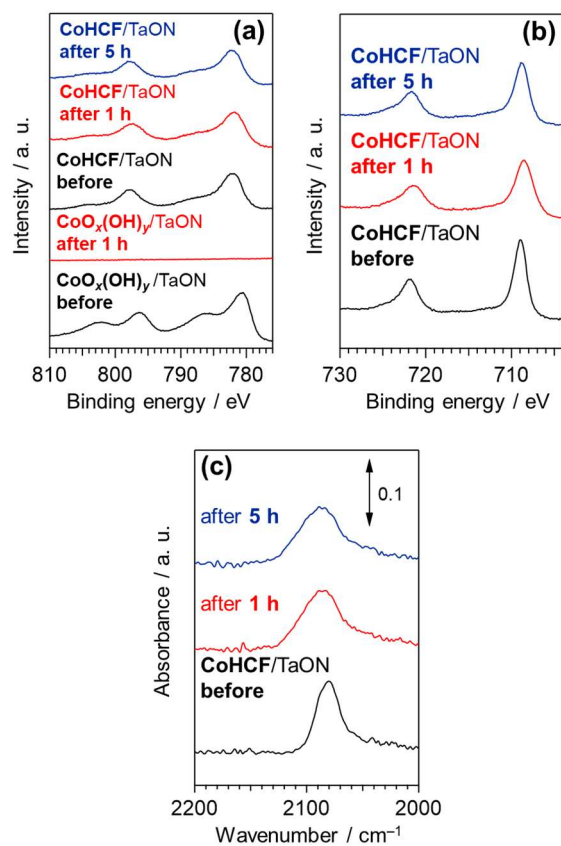 (a)
CoHCF/TaON
after 5 h
CoHCF/TaON
after 1 h
CoHCF/TaON
before
CoOₓ(OH)ᵧ/TaON
after 1 h
CoOₓ(OH)ᵧ/TaON
before
Intensity / a. u.
810 800 790 780
Binding energy / eV
(b)
CoHCF/TaON
after 5 h
CoHCF/TaON
after 1 h
CoHCF/TaON
before
Intensity / a. u.
730 720 710
Binding energy / eV
(c)
0.1
after 5 h
after 1 h
CoHCF/TaON
before
Absorbance / a. u.
2200 2100 2000
Wavenumber / cm⁻¹